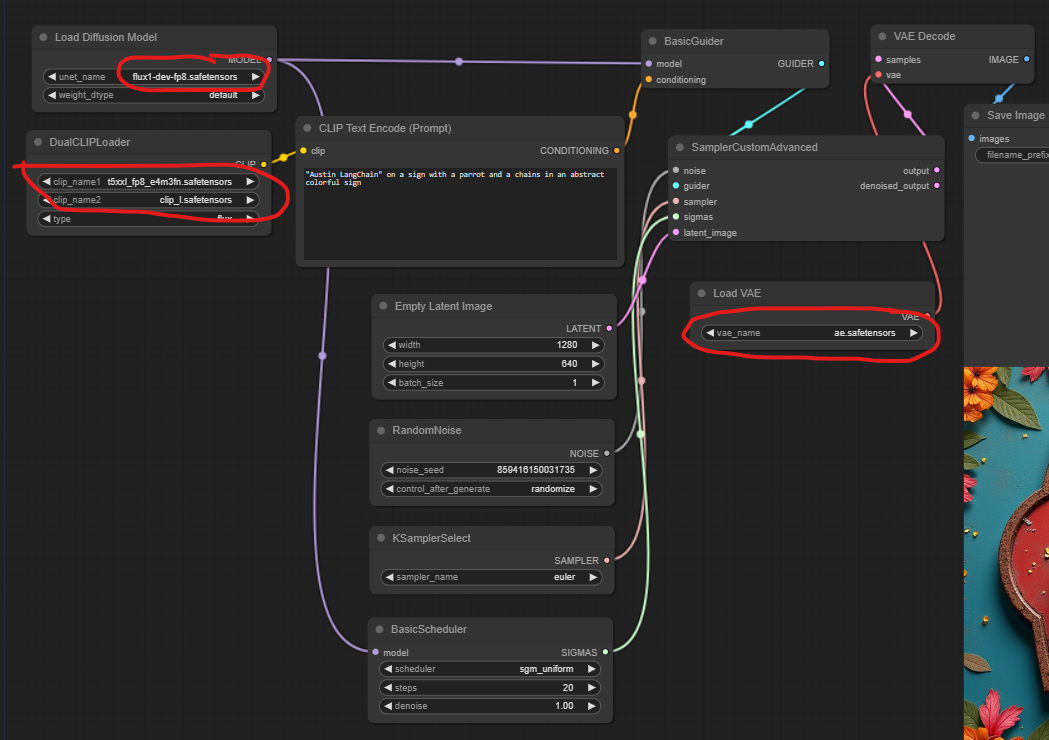 Load Diffusion Model
MODEL
unet_name flux1-dev-fp8.safetensors
weight_dtype default
DualCLIPLoader
CLIP
clip_name1 t5xxl_fp8_e4m3fn.safetensors
clip_name2 clip_l.safetensors
type flux
CLIP Text Encode (Prompt)
clip CONDITIONING
"Austin LangChain" on a sign with a parrot and a chains in an abstract
colorful sign
Empty Latent Image
LATENT
width 1280
height 640
batch_size 1
RandomNoise
NOISE
noise_seed 859416150031735
control_after_generate randomize
KSamplerSelect
SAMPLER
sampler_name euler
BasicScheduler
model SIGMAS
scheduler sgm_uniform
steps 20
denoise 1.00
BasicGuider
model GUIDER
conditioning
SamplerCustomAdvanced
noise output
guider denoised_output
sampler
sigmas
latent_image
Load VAE
VAE
vae_name ae.safetensors
VAE Decode
samples IMAGE
vae
Save Image
images
filename_prefix